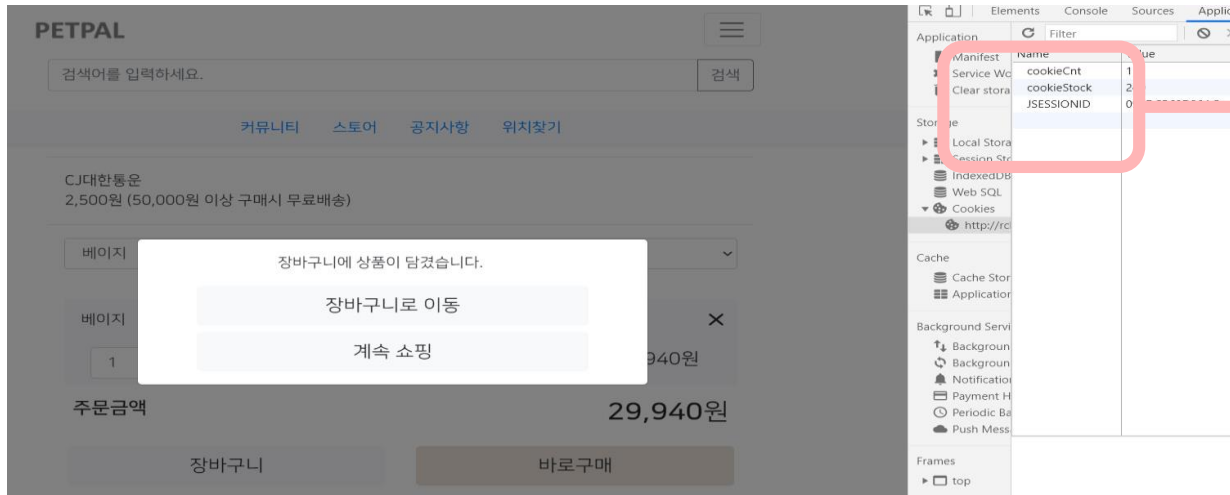 PETPAL
검색어를 입력하세요.
검색
커뮤니티 스토어 공지사항 위치찾기
CJ대한통운
2,500원 (50,000원 이상 구매시 무료배송)
베이지
장바구니에 상품이 담겼습니다.
장바구니로 이동
계속 쇼핑
베이지
1
940원
주문금액
29,940원
장바구니
바로구매
Elements Console Sources Applic
Application
Manifest
Service Wo
Clear stora
Storage
Local Stora
Session Sto
IndexedDB
Web SQL
Cookies
http://rcl
Cache
Cache Stor
Application
Background Servi
Backgroun
Backgroun
Notification
Payment H
Periodic Ba
Push Mess
Frames
top
Filter
Name
cookieCnt 1
cookieStock
JSESSIONID